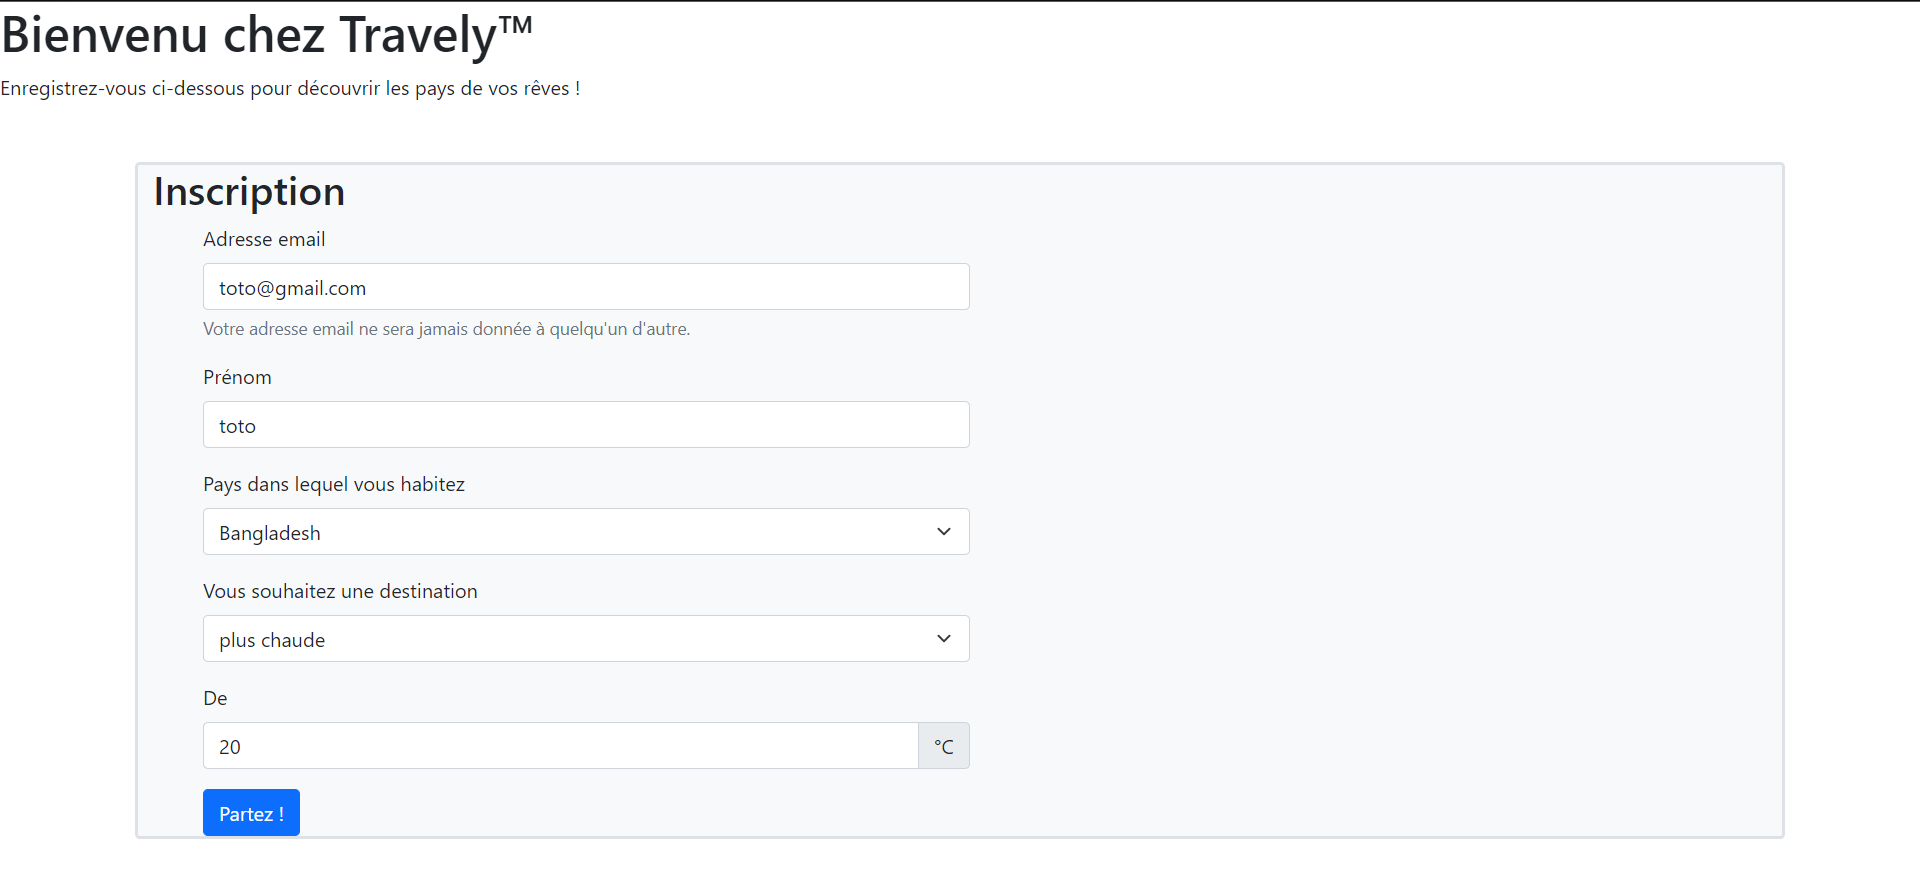 Bienvenu chez Travely™
Enregistrez-vous ci-dessous pour découvrir les pays de vos rêves !
Inscription
Adresse email
toto@gmail.com
Votre adresse email ne sera jamais donnée à quelqu'un d'autre.
Prénom
toto
Pays dans lequel vous habitez
Bangladesh
Vous souhaitez une destination
plus chaude
De
20 °C
Partez !